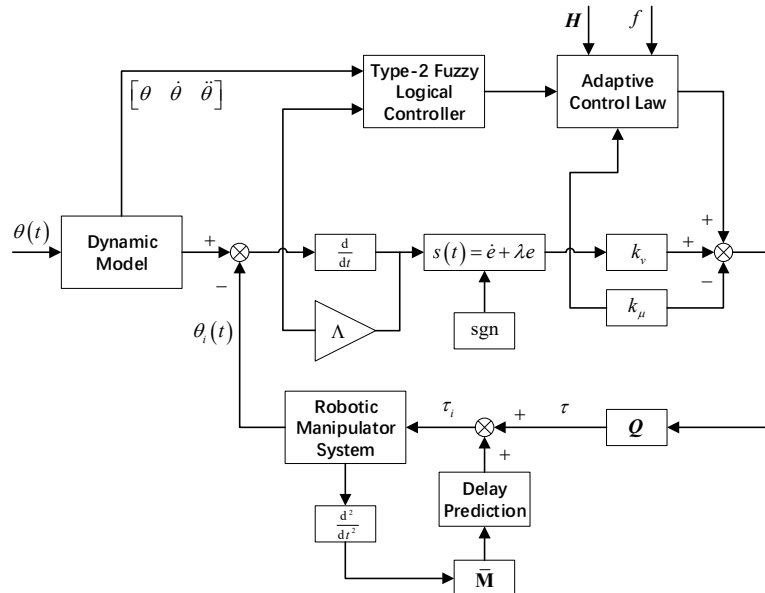 H
f
Type-2 Fuzzy
Logical
Controller
Adaptive
Control Law
[θ θ̇ θ̈]
θ(t)
Dynamic
Model
+
−
d
dt
s(t) = ė + λe
k_v
+
+
−
k_μ
Λ
sgn
θ_i(t)
Robotic
Manipulator
System
τ_i
+
τ
Q
+
Delay
Prediction
d²
dt²
M̄